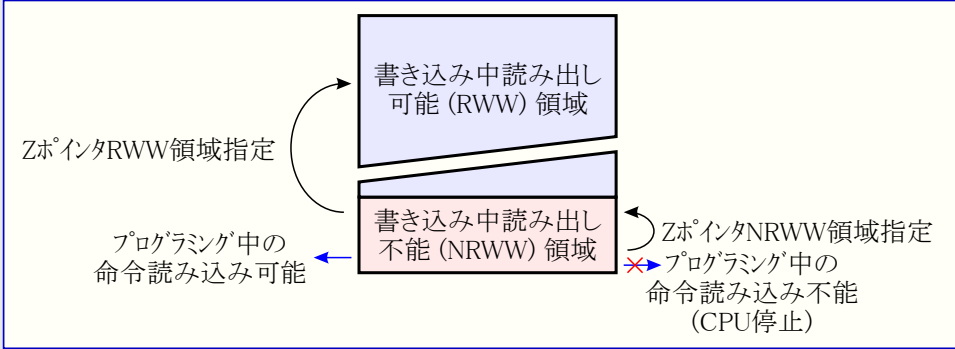 書き込み中読み出し
可能 (RWW) 領域
ZﾎﾟｲﾝﾀRWW領域指定
書き込み中読み出し
不能 (NRWW) 領域
ﾌﾟﾛｸﾞﾗﾐﾝｸﾞ中の
命令読み込み可能
ZﾎﾟｲﾝﾀNRWW領域指定
ﾌﾟﾛｸﾞﾗﾐﾝｸﾞ中の
命令読み込み不能
(CPU停止)